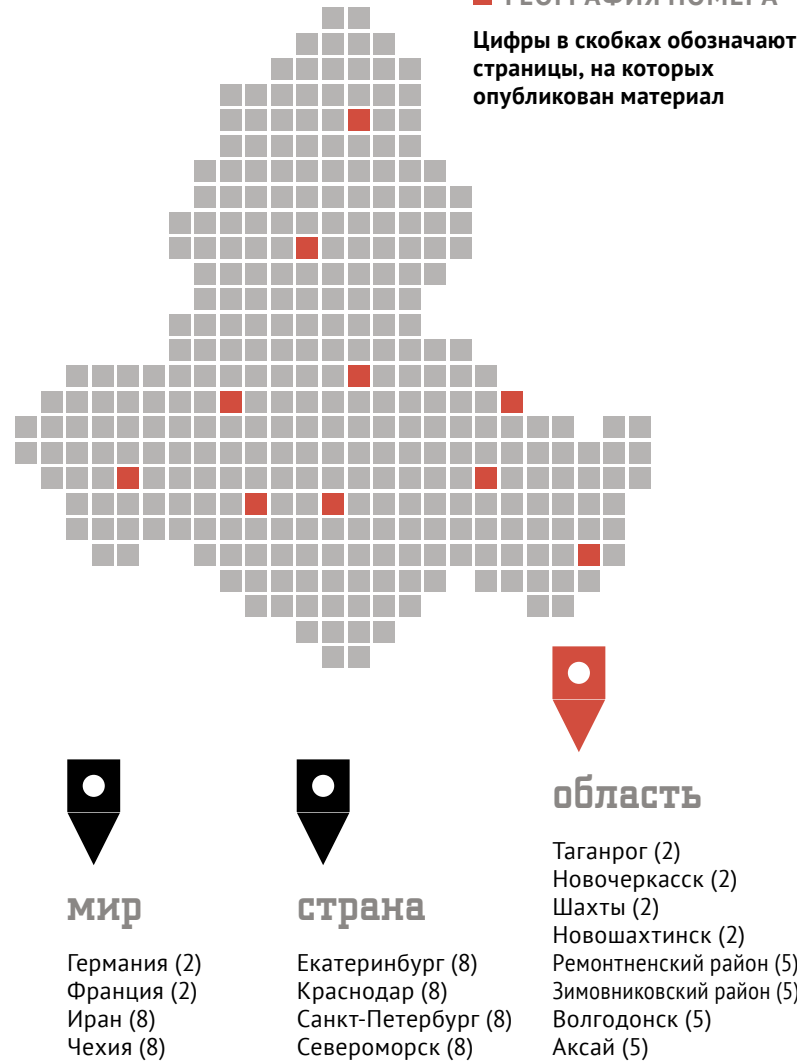 ГЕОГРАФИЯ НОМЕРА
Цифры в скобках обозначают
страницы, на которых
опубликован материал
мир
Германия (2)
Франция (2)
Иран (8)
Чехия (8)
страна
Екатеринбург (8)
Краснодар (8)
Санкт-Петербург (8)
Североморск (8)
область
Таганрог (2)
Новочеркасск (2)
Шахты (2)
Новошахтинск (2)
Ремонтненский район (5)
Зимовниковский район (5)
Волгодонск (5)
Аксай (5)